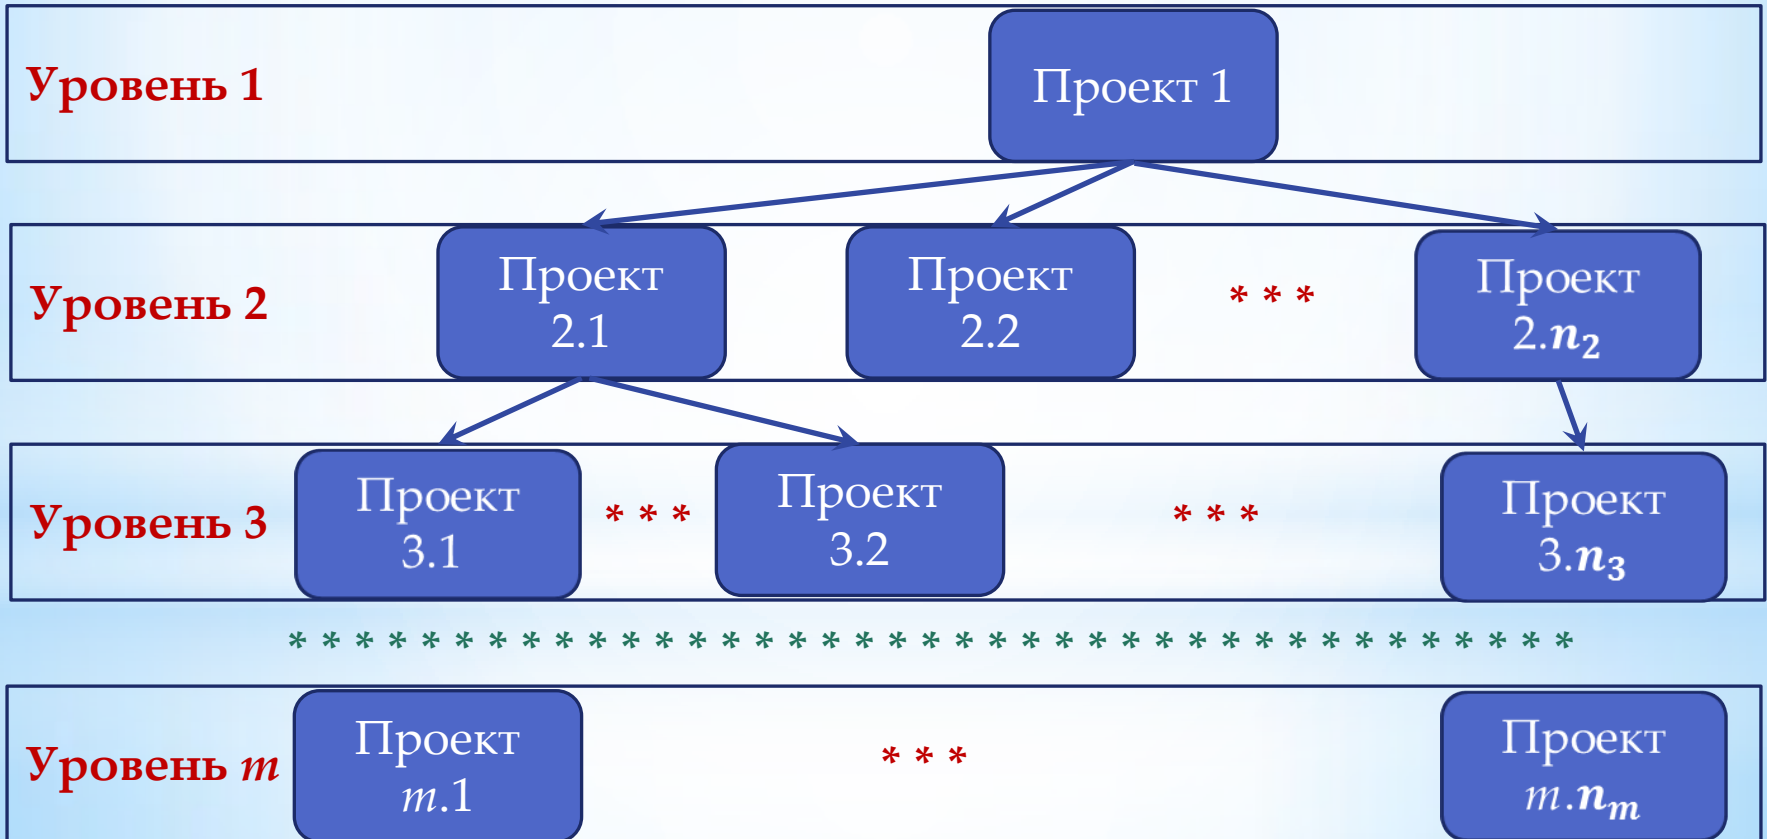 Уровень 1
Проект 1
Уровень 2
Проект
2.1
Проект
2.2
* * *
Проект
2.n₂
Уровень 3
Проект
3.1
* * *
Проект
3.2
* * *
Проект
3.n₃
* * * * * * * * * * * * * * * * * * * * * * * * * * * * * * * * * * * * * * *
Уровень m
Проект
m.1
* * *
Проект
m.nₘ